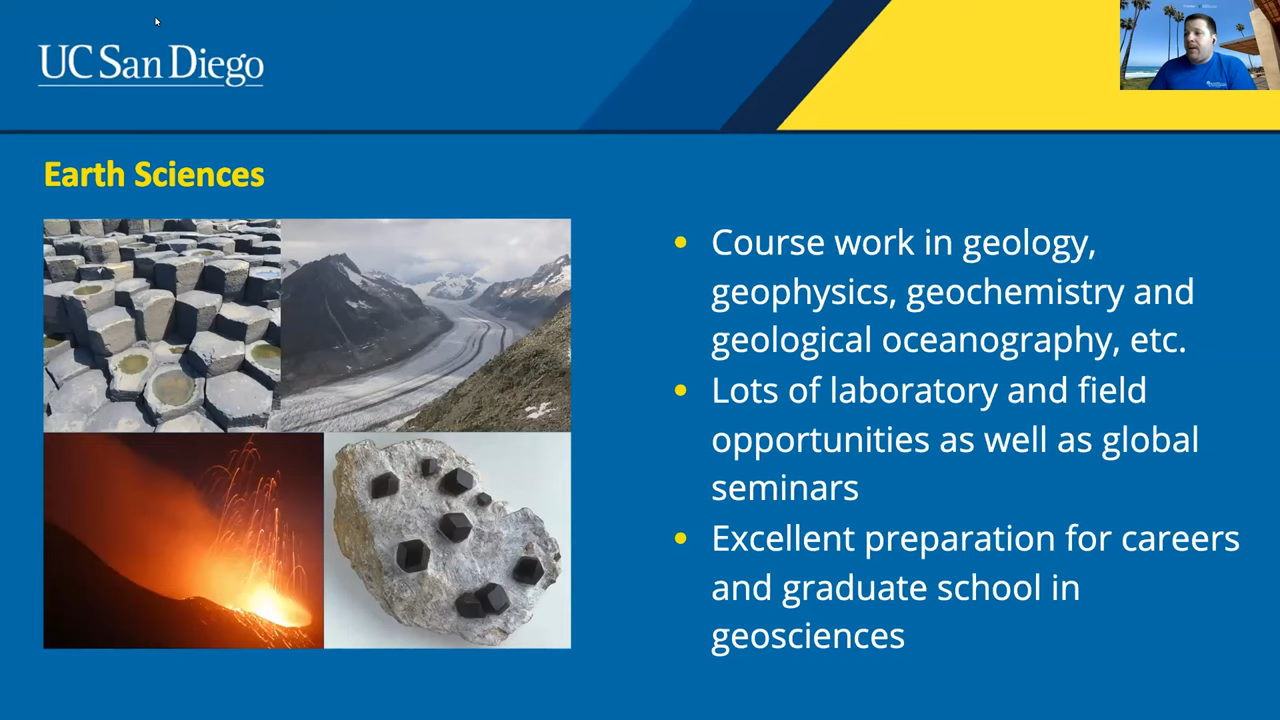 UC San Diego
Earth Sciences
• Course work in geology,
geophysics, geochemistry and
geological oceanography, etc.
• Lots of laboratory and field
opportunities as well as global
seminars
• Excellent preparation for careers
and graduate school in
geosciences